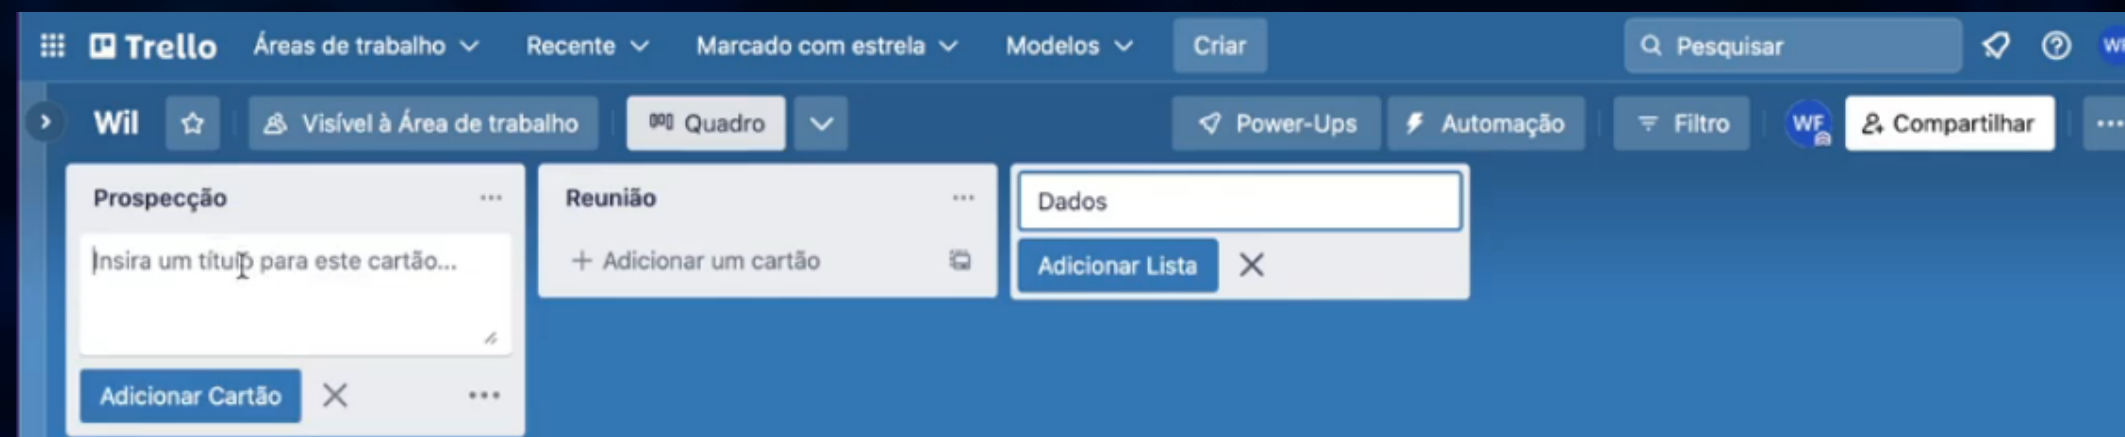 Trello Áreas de trabalho Recente Marcado com estrela Modelos Criar Pesquisar
Wil Visível à Área de trabalho Quadro Power-Ups Automação Filtro WF Compartilhar
Prospecção
Insira um título para este cartão...
Adicionar Cartão
Reunião
Adicionar um cartão
Dados
Adicionar Lista